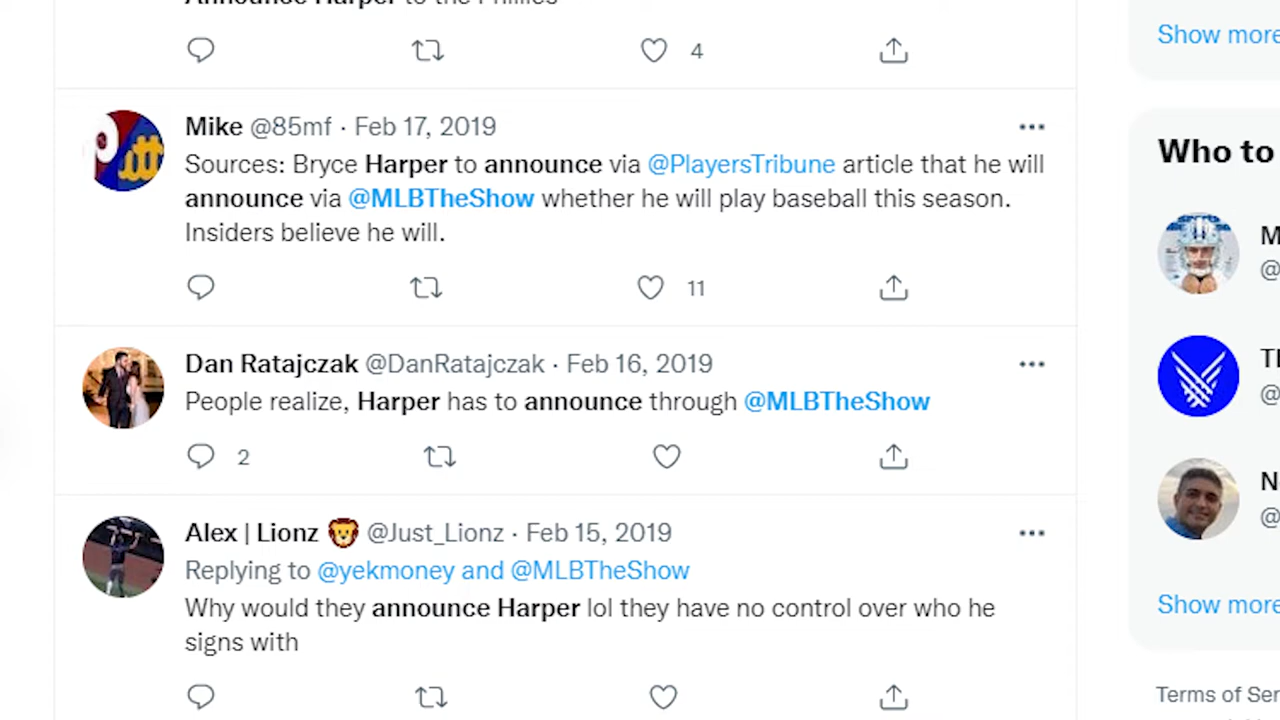 Announce Harper to the Phillies
4
Show more
Mike @85mf · Feb 17, 2019
Sources: Bryce Harper to announce via @PlayersTribune article that he will
announce via @MLBTheShow whether he will play baseball this season.
Insiders believe he will.
11
Who to
M
@
Dan Ratajczak @DanRatajczak · Feb 16, 2019
People realize, Harper has to announce through @MLBTheShow
2
@
Alex | Lionz 🦁 @Just_Lionz · Feb 15, 2019
Replying to @yekmoney and @MLBTheShow
Why would they announce Harper lol they have no control over who he
signs with
N
@
Show more
Terms of Ser